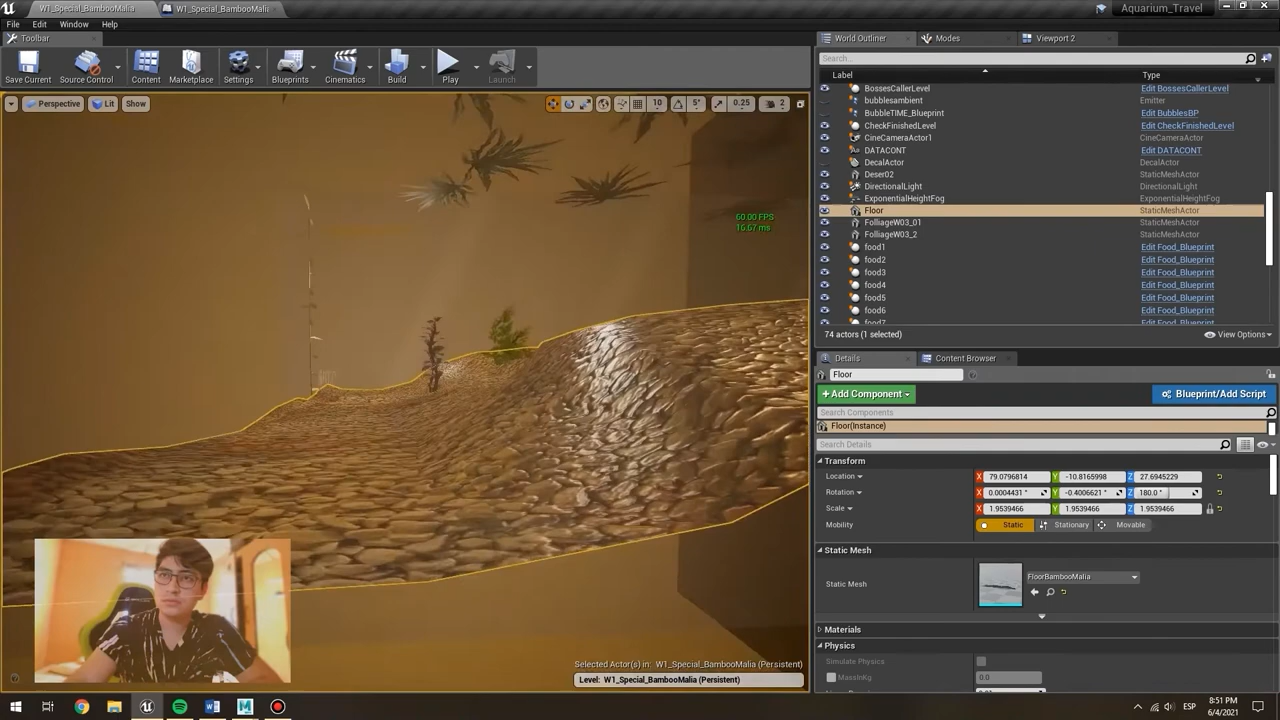 W1_Special_BambooMalia
W1_Special_BambooMalia
Aquarium_Travel
File Edit Window Help
Toolbar
World Outliner
Modes
Viewport 2
Save Current
Source Control
Content
Marketplace
Settings
Blueprints
Cinematics
Build
Play
Launch
Search...
Label Type
Perspective Lit Show 10 5° 0.25 2
BossesCallerLevel Edit BossesCallerLevel
bubblesambient Emitter
BubbleTIME_Blueprint Edit BubblesBP
CheckFinishedLevel Edit CheckFinishedLevel
CineCameraActor1 CineCameraActor
DATACONT Edit DATACONT
DecalActor DecalActor
Deser02 StaticMeshActor
DirectionalLight DirectionalLight
ExponentialHeightFog ExponentialHeightFog
Floor StaticMeshActor
FolliageW03_01 StaticMeshActor
FolliageW03_2 StaticMeshActor
food1 Edit Food_Blueprint
food2 Edit Food_Blueprint
food3 Edit Food_Blueprint
food4 Edit Food_Blueprint
food5 Edit Food_Blueprint
food6 Edit Food_Blueprint
food7 Edit Food_Blueprint
60.00 FPS
16.67 ms
74 actors (1 selected) View Options
Details
Content Browser
Floor
+Add Component
Blueprint/Add Script
Search Components
Floor(Instance)
Search Details
Transform
Location X 79.0796814 Y -10.8165998 Z 27.6945229
Rotation X 0.0004431 ° Y -0.4006621 ° Z 180.0 °
Scale X 1.9539466 Y 1.9539466 Z 1.9539466
Mobility Static Stationary Movable
Static Mesh
Static Mesh FloorBambooMalia
Materials
Physics
Simulate Physics
MassInKg 0.0
Selected Actor(s) in: W1_Special_BambooMalia (Persistent)
Level: W1_Special_BambooMalia (Persistent)
ESP
8:51 PM
6/4/2021